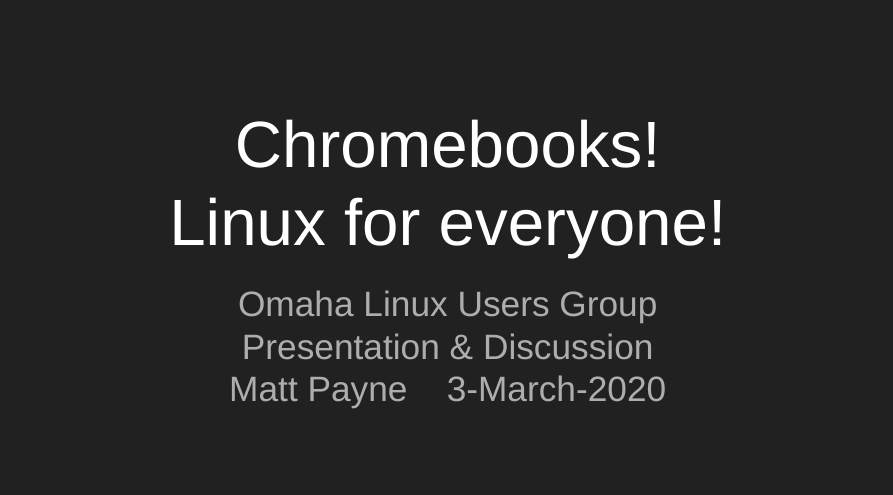 Chromebooks!
Linux for everyone!
Omaha Linux Users Group
Presentation & Discussion
Matt Payne    3-March-2020